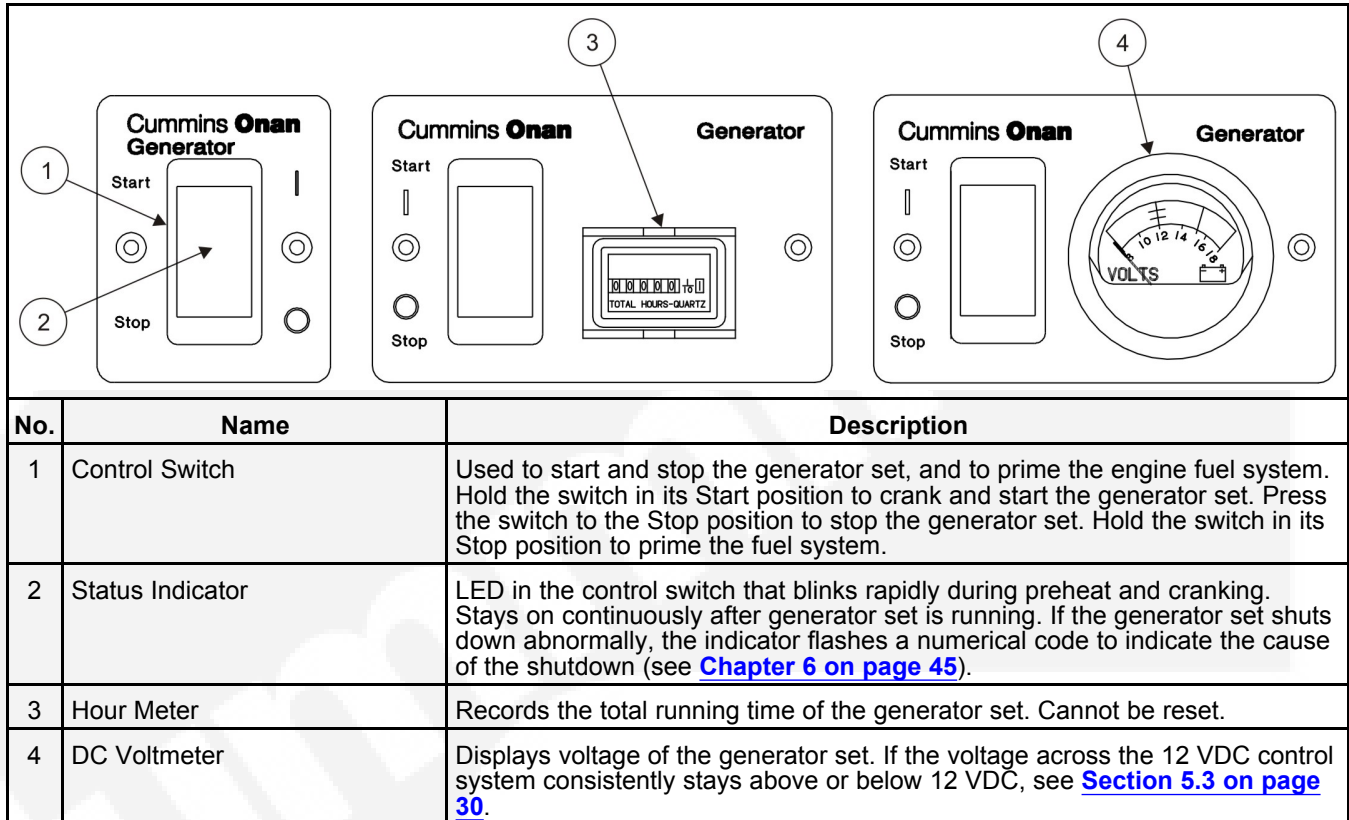 3
4
Cummins Onan
Generator
1
Start
2
Stop
Cummins Onan Generator
Start
0 0 0 0 0 1/10 1
TOTAL HOURS-QUARTZ
Stop
Cummins Onan Generator
Start
8 10 12 14 16 18
VOLTS
- +
Stop
No. Name Description
1 Control Switch Used to start and stop the generator set, and to prime the engine fuel system.
Hold the switch in its Start position to crank and start the generator set. Press
the switch to the Stop position to stop the generator set. Hold the switch in its
Stop position to prime the fuel system.
2 Status Indicator LED in the control switch that blinks rapidly during preheat and cranking.
Stays on continuously after generator set is running. If the generator set shuts
down abnormally, the indicator flashes a numerical code to indicate the cause
of the shutdown (see Chapter 6 on page 45).
3 Hour Meter Records the total running time of the generator set. Cannot be reset.
4 DC Voltmeter Displays voltage of the generator set. If the voltage across the 12 VDC control
system consistently stays above or below 12 VDC, see Section 5.3 on page
30.